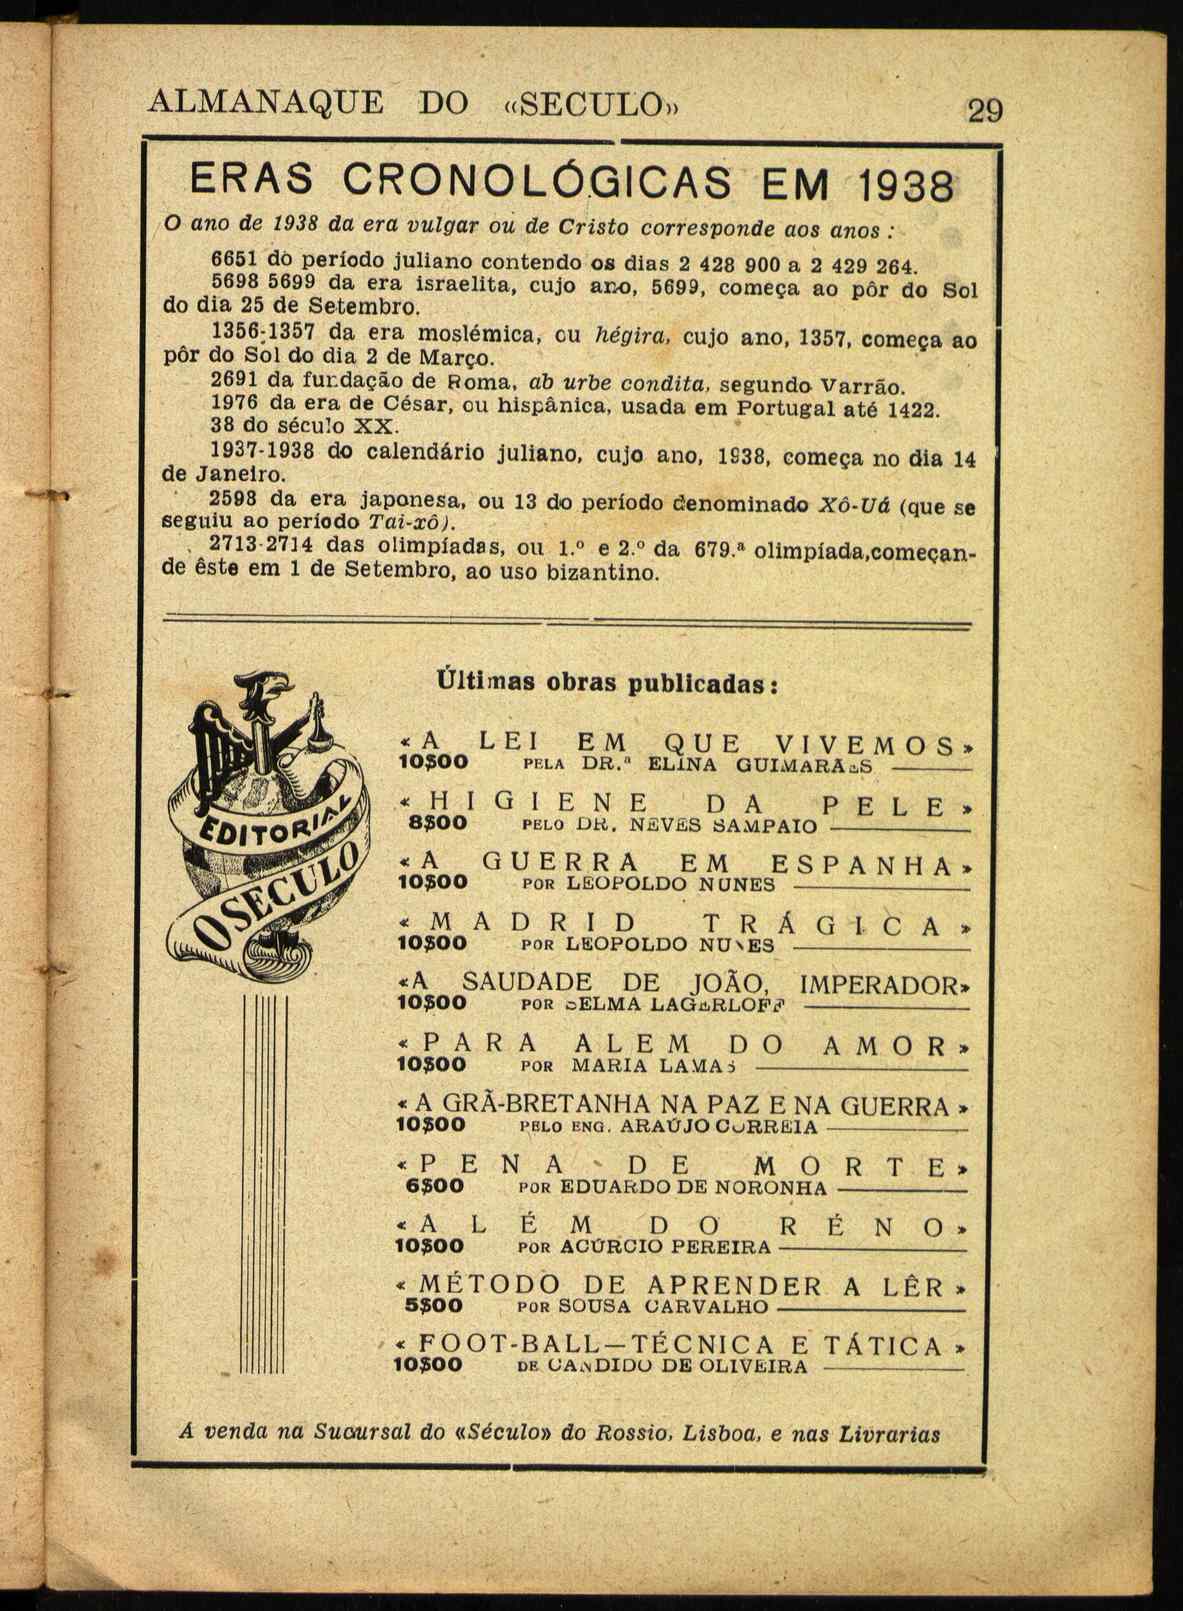 ALMANAQUE DO «SECULO» 29
ERAS CRONOLÓGICAS EM 1938
O ano de 1938 da era vulgar ou de Cristo corresponde aos anos :
6651 do período juliano contendo os dias 2 428 900 a 2 429 264.
5698 5699 da era israelita, cujo ano, 5699, começa ao pôr do Sol
do dia 25 de Setembro.
1356-1357 da era moslémica, ou hégira, cujo ano, 1357, começa ao
pôr do Sol do dia 2 de Março.
2691 da fundação de Roma, ab urbe condita, segundo Varrão.
1976 da era de César, ou hispânica, usada em Portugal até 1422.
38 do século XX.
1937-1938 do calendário juliano, cujo ano, 1938, começa no dia 14
de Janeiro.
2598 da era japonesa, ou 13 do período denominado Xô-Uá (que se
seguiu ao período Tai-xô).
2713-2714 das olimpíadas, ou 1.º e 2.º da 679.ª olimpíada,começan-
de êste em 1 de Setembro, ao uso bizantino.
EDITORIAL
O SECULO
Últimas obras publicadas:
«A LEI EM QUE VIVEMOS»
10$00 PELA DR.ª ELINA GUIMARAES
«HIGIENE DA PELE»
8$00 PELO DR. NEVES SAMPAIO
«A GUERRA EM ESPANHA»
10$00 POR LEOPOLDO NUNES
«MADRID TRÁGICA»
10$00 POR LEOPOLDO NUNES
«A SAUDADE DE JOÃO, IMPERADOR»
10$00 POR SELMA LAGERLOFF
«PARA ALEM DO AMOR»
10$00 POR MARIA LAMAS
«A GRÃ-BRETANHA NA PAZ E NA GUERRA»
10$00 PELO ENG. ARAÚJO CORREIA
«PENA DE MORTE»
6$00 POR EDUARDO DE NORONHA
«ALÉM DO RÉNO»
10$00 POR ACÚRCIO PEREIRA
«MÉTODO DE APRENDER A LÊR»
5$00 POR SOUSA CARVALHO
«FOOT-BALL—TÉCNICA E TÁTICA»
10$00 DE CANDIDO DE OLIVEIRA
Á venda na Sucursal do «Século» do Rossio, Lisboa, e nas Livrarias